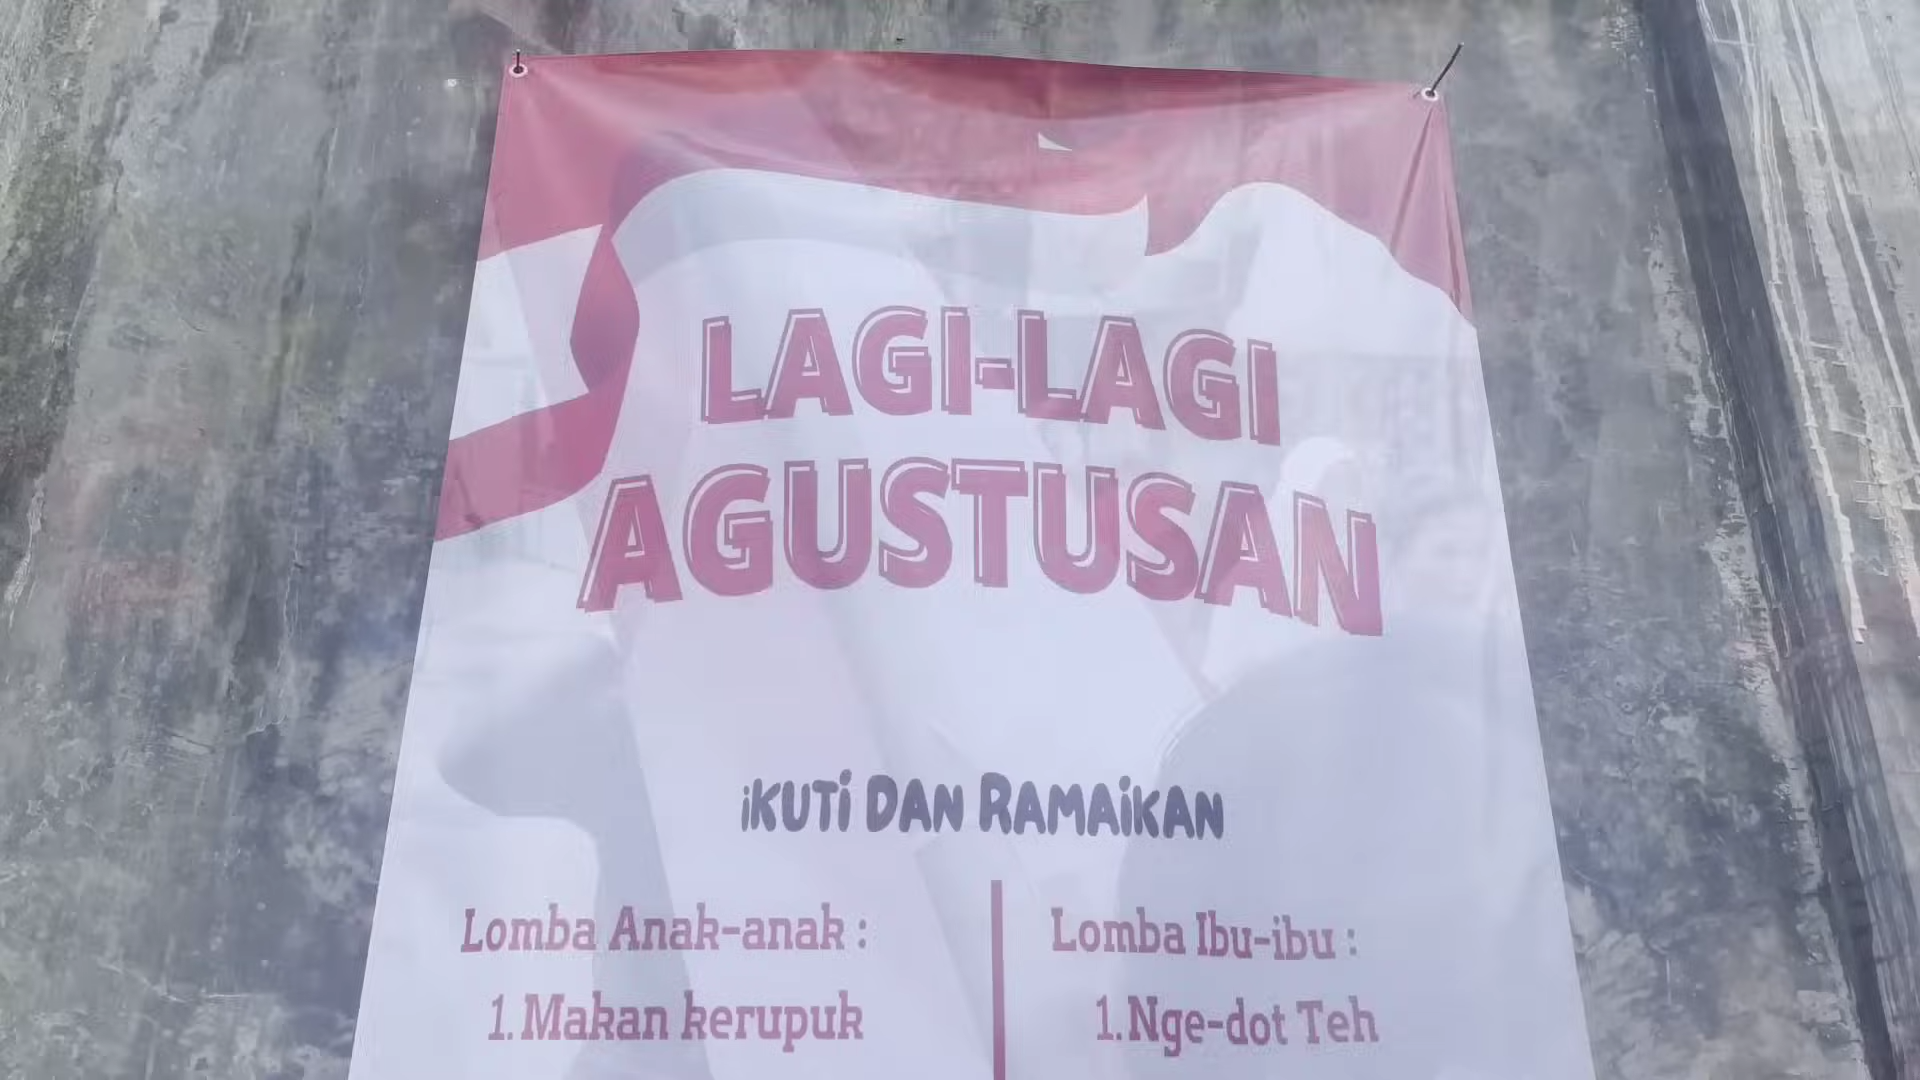 LAGI-LAGI
AGUSTUSAN
iKUTi DAN RAMAiKAN
Lomba Anak-anak :
1. Makan kerupuk
Lomba Ibu-ibu :
1. Nge-dot Teh